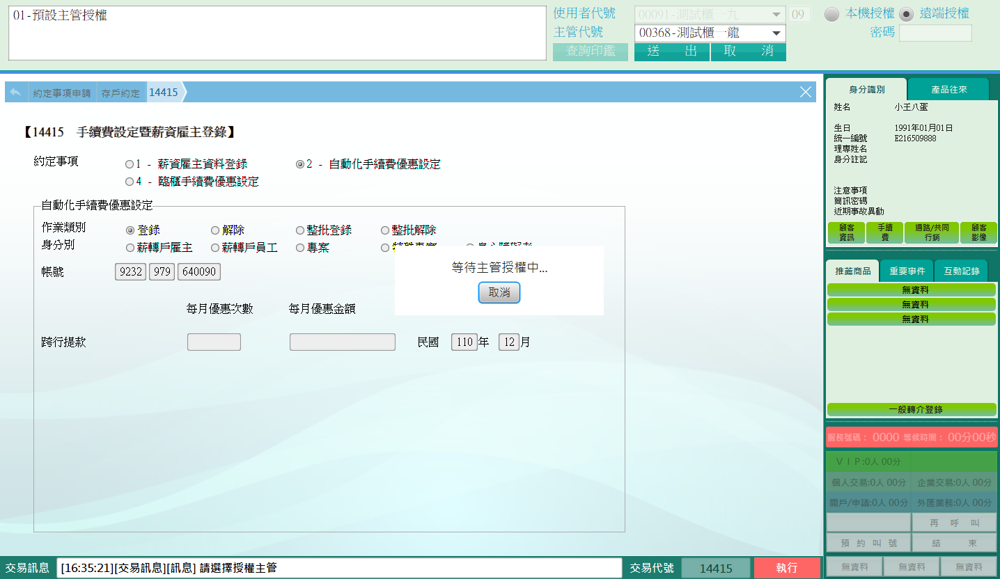 01-預設主管授權
使用者代號 00091-測試櫃一九 09 本機授權 遠端授權
主管代號 00368-測試櫃一龍 密碼
查詢印鑑 送 出 取 消
約定事項申請 存戶約定 14415
【14415 手續費設定暨薪資雇主登錄】
約定事項 1 - 薪資雇主資料登錄 2 - 自動化手續費優惠設定
4 - 臨櫃手續費優惠設定
自動化手續費優惠設定
作業類別 登錄 解除 整批登錄 整批解除
身分別 薪轉戶雇主 薪轉戶員工 專案
帳號 9232 979 640090
等待主管授權中...
取消
每月優惠次數 每月優惠金額
跨行提款 民國 110 年 12 月
交易訊息 [16:35:21][交易訊息][訊息] 請選擇授權主管 交易代號 14415 執行
身分識別 產品往來
姓名 小王八蛋
生日 1991年01月01日
統一編號 E216509888
理專姓名
身分註記
注意事項
簡訊密碼
近期事故異動
顧客資訊 手續費 通路/共同行銷 顧客影像
推薦商品 重要事件 互動記錄
無資料
無資料
無資料
一般轉介登錄
服務號碼： 0000 等候時間： 00分00秒
ＶＩＰ:0人 00分
個人交易:0人 00分 企業交易:0人 00分
開戶/申請:0人 00分 外匯業務:0人 00分
再 呼 叫
預 約 叫 號 結 束
無資料 無資料 無資料